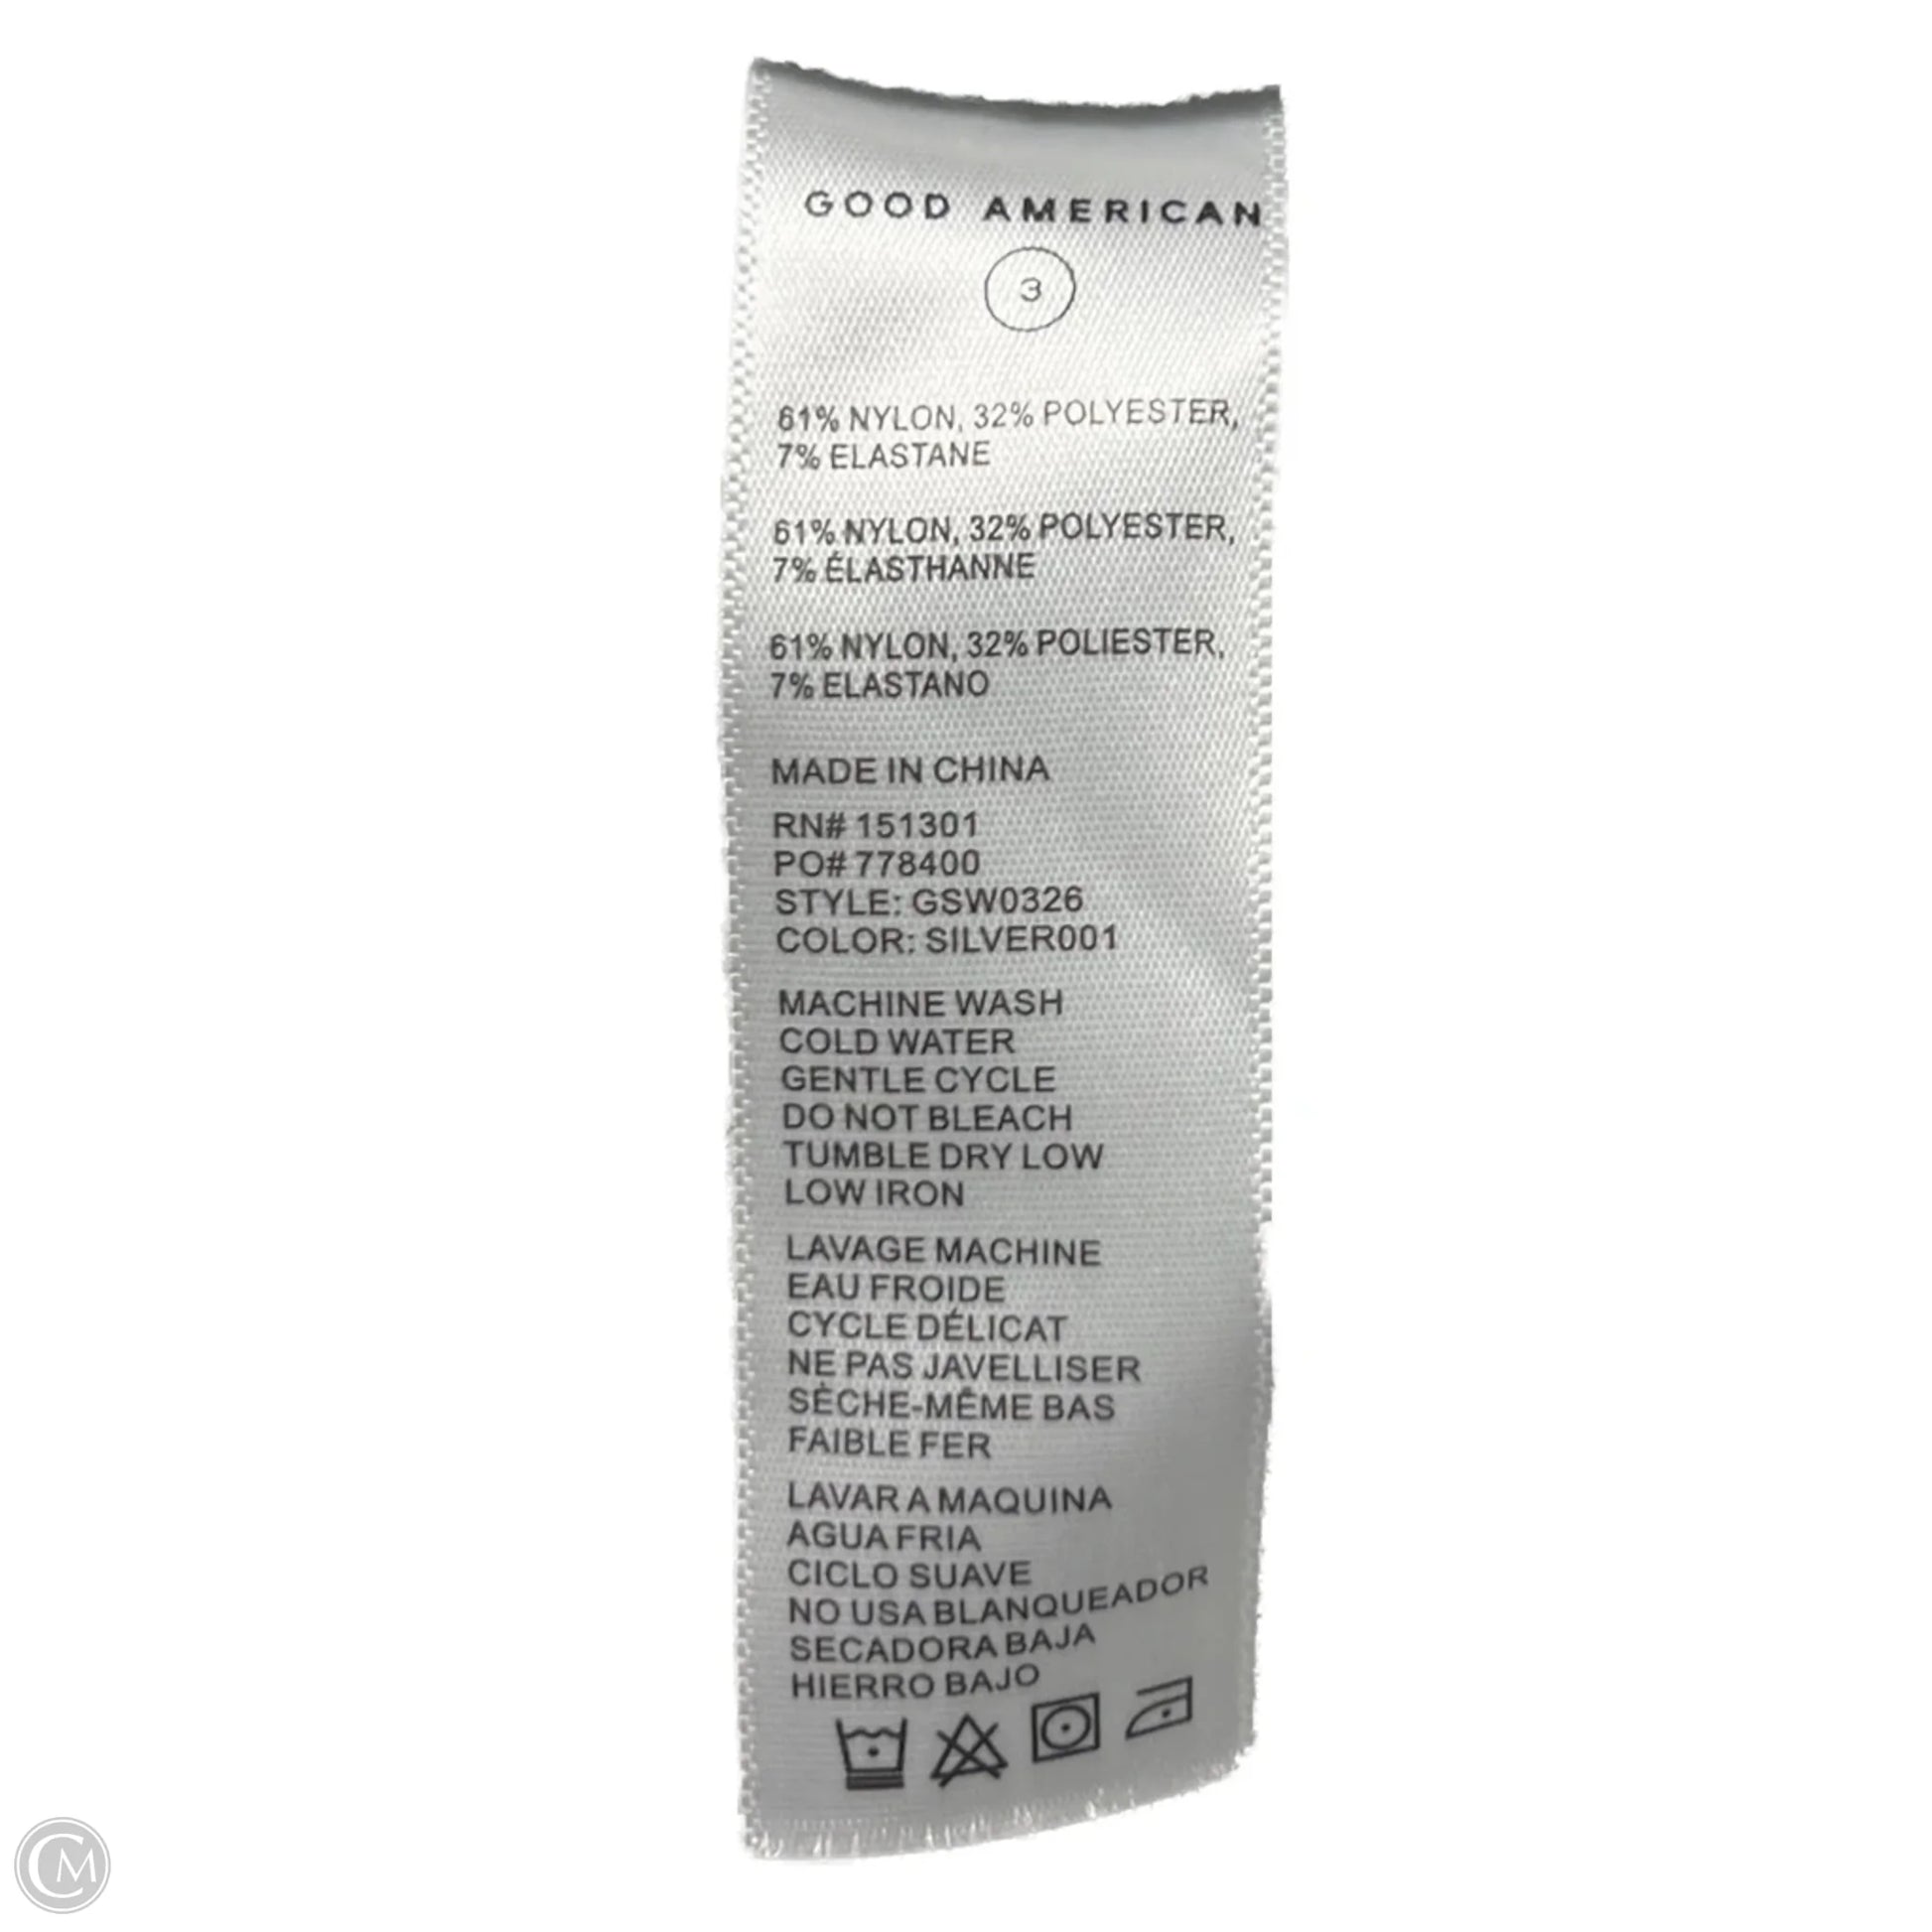 GOOD AMERICAN
3
61% NYLON, 32% POLYESTER,
7% ELASTANE
61% NYLON, 32% POLYESTER,
7% ÉLASTHANNE
61% NYLON, 32% POLIESTER,
7% ELASTANO
MADE IN CHINA
RN# 151301
PO# 778400
STYLE: GSW0326
COLOR: SILVER001
MACHINE WASH
COLD WATER
GENTLE CYCLE
DO NOT BLEACH
TUMBLE DRY LOW
LOW IRON
LAVAGE MACHINE
EAU FROIDE
CYCLE DÉLICAT
NE PAS JAVELLISER
SÈCHE-MÊME BAS
FAIBLE FER
LAVAR A MAQUINA
AGUA FRIA
CICLO SUAVE
NO USA BLANQUEADOR
SECADORA BAJA
HIERRO BAJO
CM